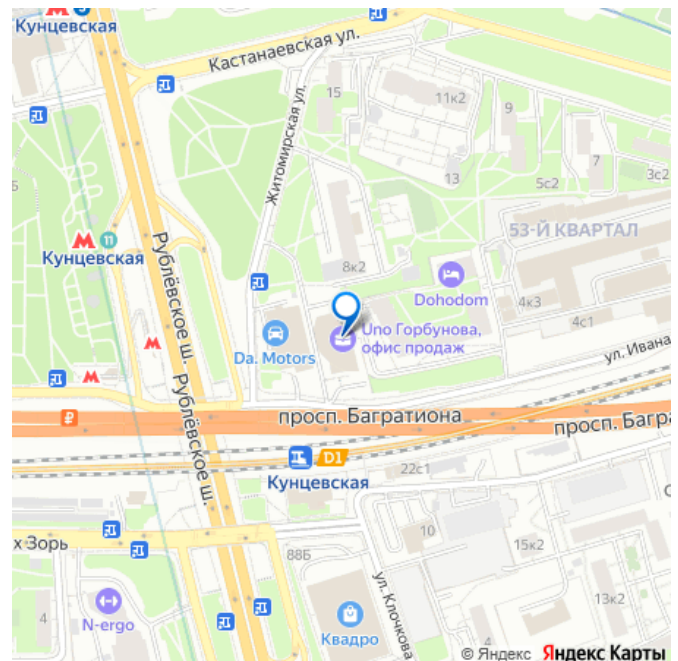 Кунцевская
Кастанаевская ул.
Житомирская ул.
15
11к2
9
7
3с2
13
5с2
53-Й КВАРТАЛ
11
Кунцевская
Рублёвское ш.
Рублёвское ш.
8к2
Dohodom
4к3
4с1
Da. Motors
Uno Горбунова,
офис продаж
ул. Ивана
просп. Багратиона
просп. Багра
D1
Кунцевская
22с1
х Зорь
88Б
10
15к2
13к2
ул. Клочкова
4
N-ergo
Квадро
© Яндекс Яндекс Карты